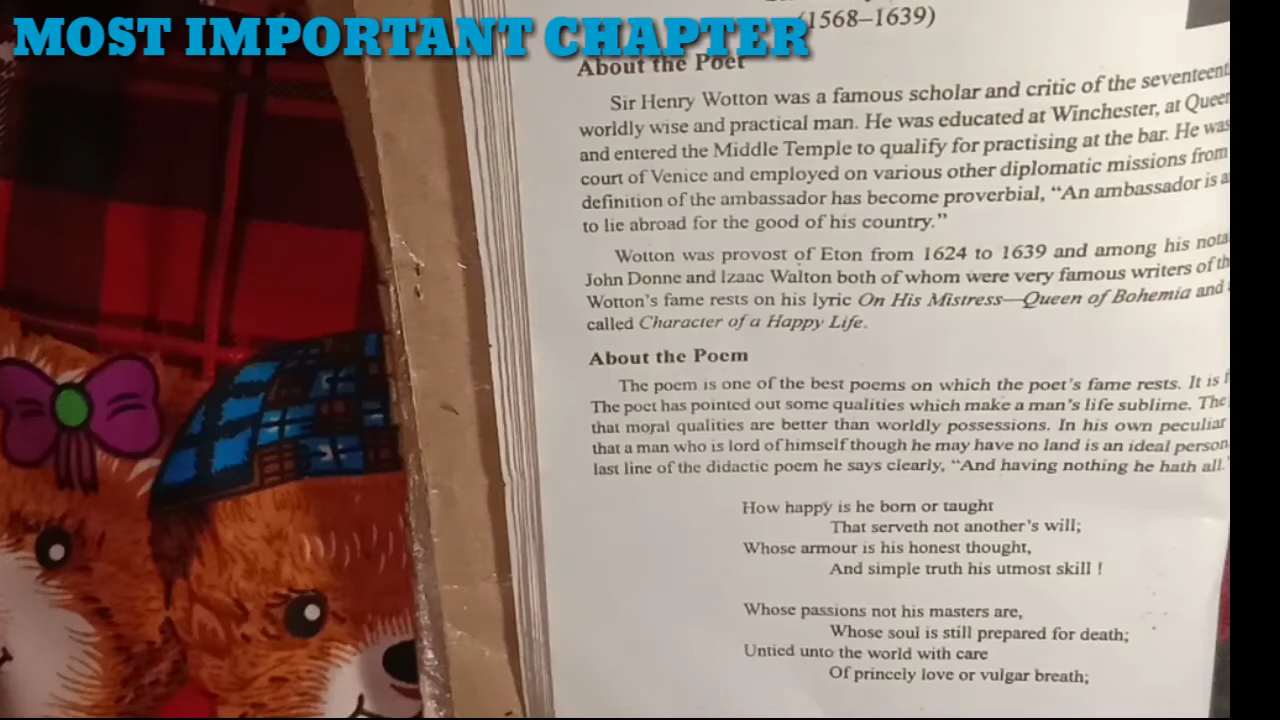 MOST IMPORTANT CHAPTER
(1568–1639)
About the Poet
Sir Henry Wotton was a famous scholar and critic of the seventeent
worldly wise and practical man. He was educated at Winchester, at Queen
and entered the Middle Temple to qualify for practising at the bar. He was
court of Venice and employed on various other diplomatic missions from
definition of the ambassador has become proverbial, “An ambassador is a
to lie abroad for the good of his country.”
Wotton was provost of Eton from 1624 to 1639 and among his nota
John Donne and Izaac Walton both of whom were very famous writers of th
Wotton's fame rests on his lyric On His Mistress—Queen of Bohemia and
called Character of a Happy Life.
About the Poem
The poem is one of the best poems on which the poet's fame rests. It is
The poet has pointed out some qualities which make a man's life sublime. The
that moral qualities are better than worldly possessions. In his own peculiar
that a man who is lord of himself though he may have no land is an ideal person
last line of the didactic poem he says clearly, “And having nothing he hath all.
How happy is he born or taught
That serveth not another's will;
Whose armour is his honest thought,
And simple truth his utmost skill !
Whose passions not his masters are,
Whose soul is still prepared for death;
Untied unto the world with care
Of princely love or vulgar breath;